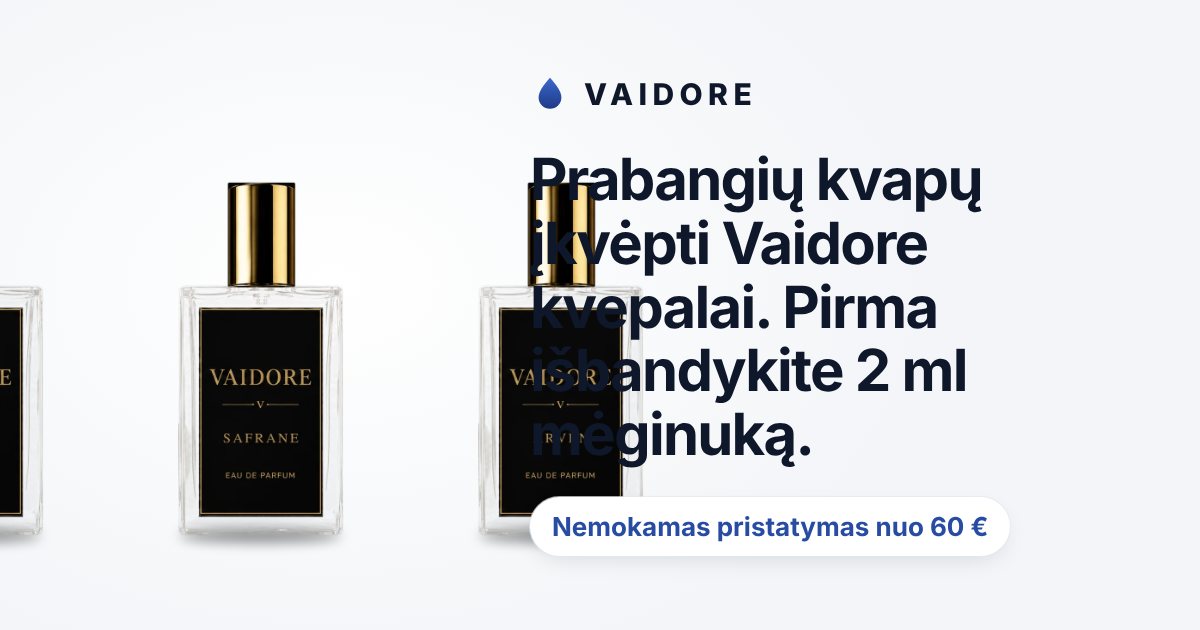 VAIDORE
Prabangių kvapų
įkvėpti Vaidore
kvepalai. Pirma
išbandykite 2 ml
mėginuką.
Nemokamas pristatymas nuo 60 €
E
VAIDORE
V
SAFRANE
EAU DE PARFUM
VAIDORE
V
EAU DE PARFUM